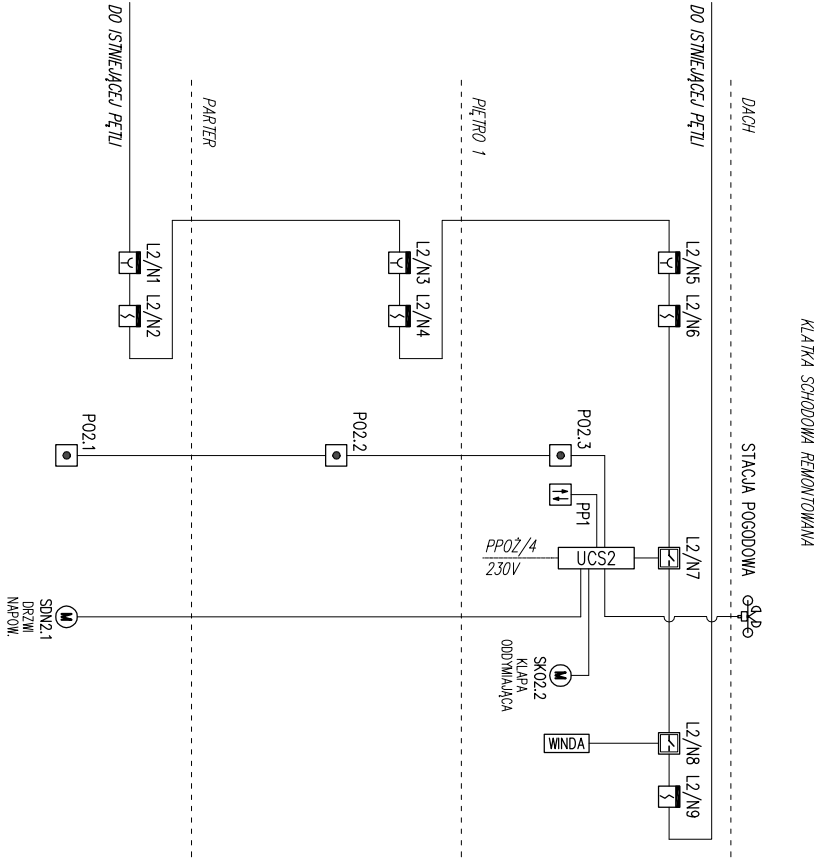 KLATKA SCHODOWA REMONTOWANA
DACH
STACJA POGODOWA
G
D
DO ISTNIEJĄCEJ PĘTLI
L2/N5
L2/N6
L2/N7
L2/N8
L2/N9
PO2.3
PP1
UCS2
PPOŻ/4
230V
SKO2.2
KLAPA
ODDYMIAJĄCA
M
WINDA
PIĘTRO 1
L2/N3
L2/N4
PO2.2
PARTER
L2/N1
L2/N2
DO ISTNIEJĄCEJ PĘTLI
PO2.1
M
SDN2.1
DRZWI
NAPOW.